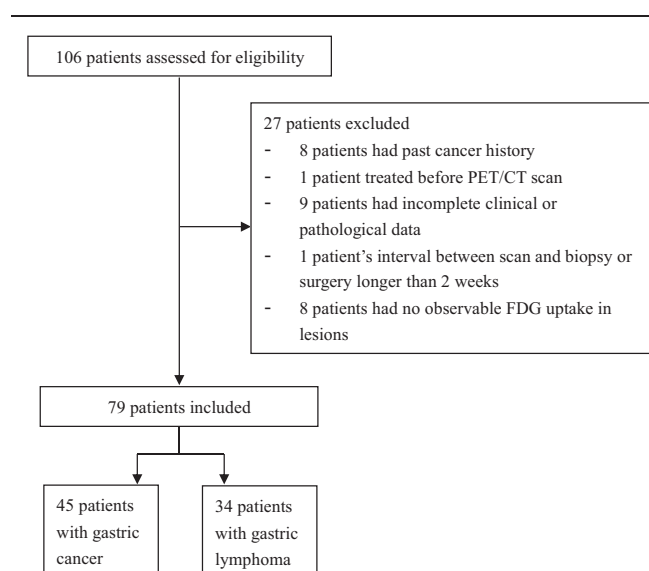 106 patients assessed for eligibility
27 patients excluded
- 8 patients had past cancer history
- 1 patient treated before PET/CT scan
- 9 patients had incomplete clinical or
pathological data
- 1 patient's interval between scan and biopsy or
surgery longer than 2 weeks
- 8 patients had no observable FDG uptake in
lesions
79 patients included
45 patients
with gastric
cancer
34 patients
with gastric
lymphoma